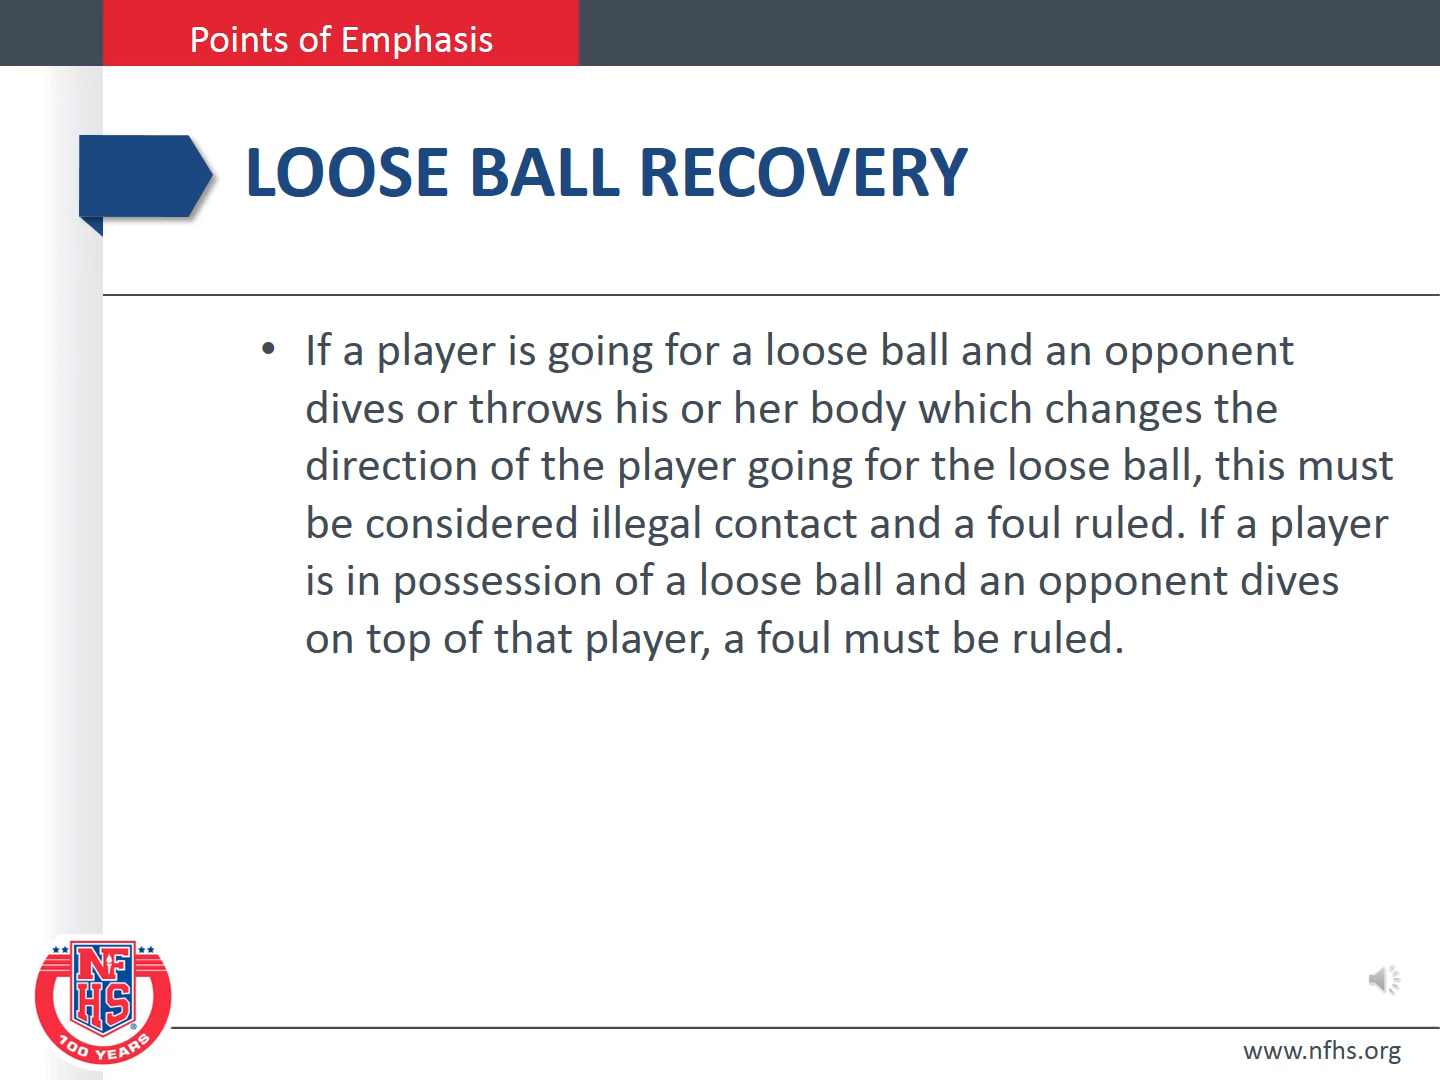 Points of Emphasis
LOOSE BALL RECOVERY
• If a player is going for a loose ball and an opponent
dives or throws his or her body which changes the
direction of the player going for the loose ball, this must
be considered illegal contact and a foul ruled. If a player
is in possession of a loose ball and an opponent dives
on top of that player, a foul must be ruled.
NF
HS
®
100 YEARS
www.nfhs.org